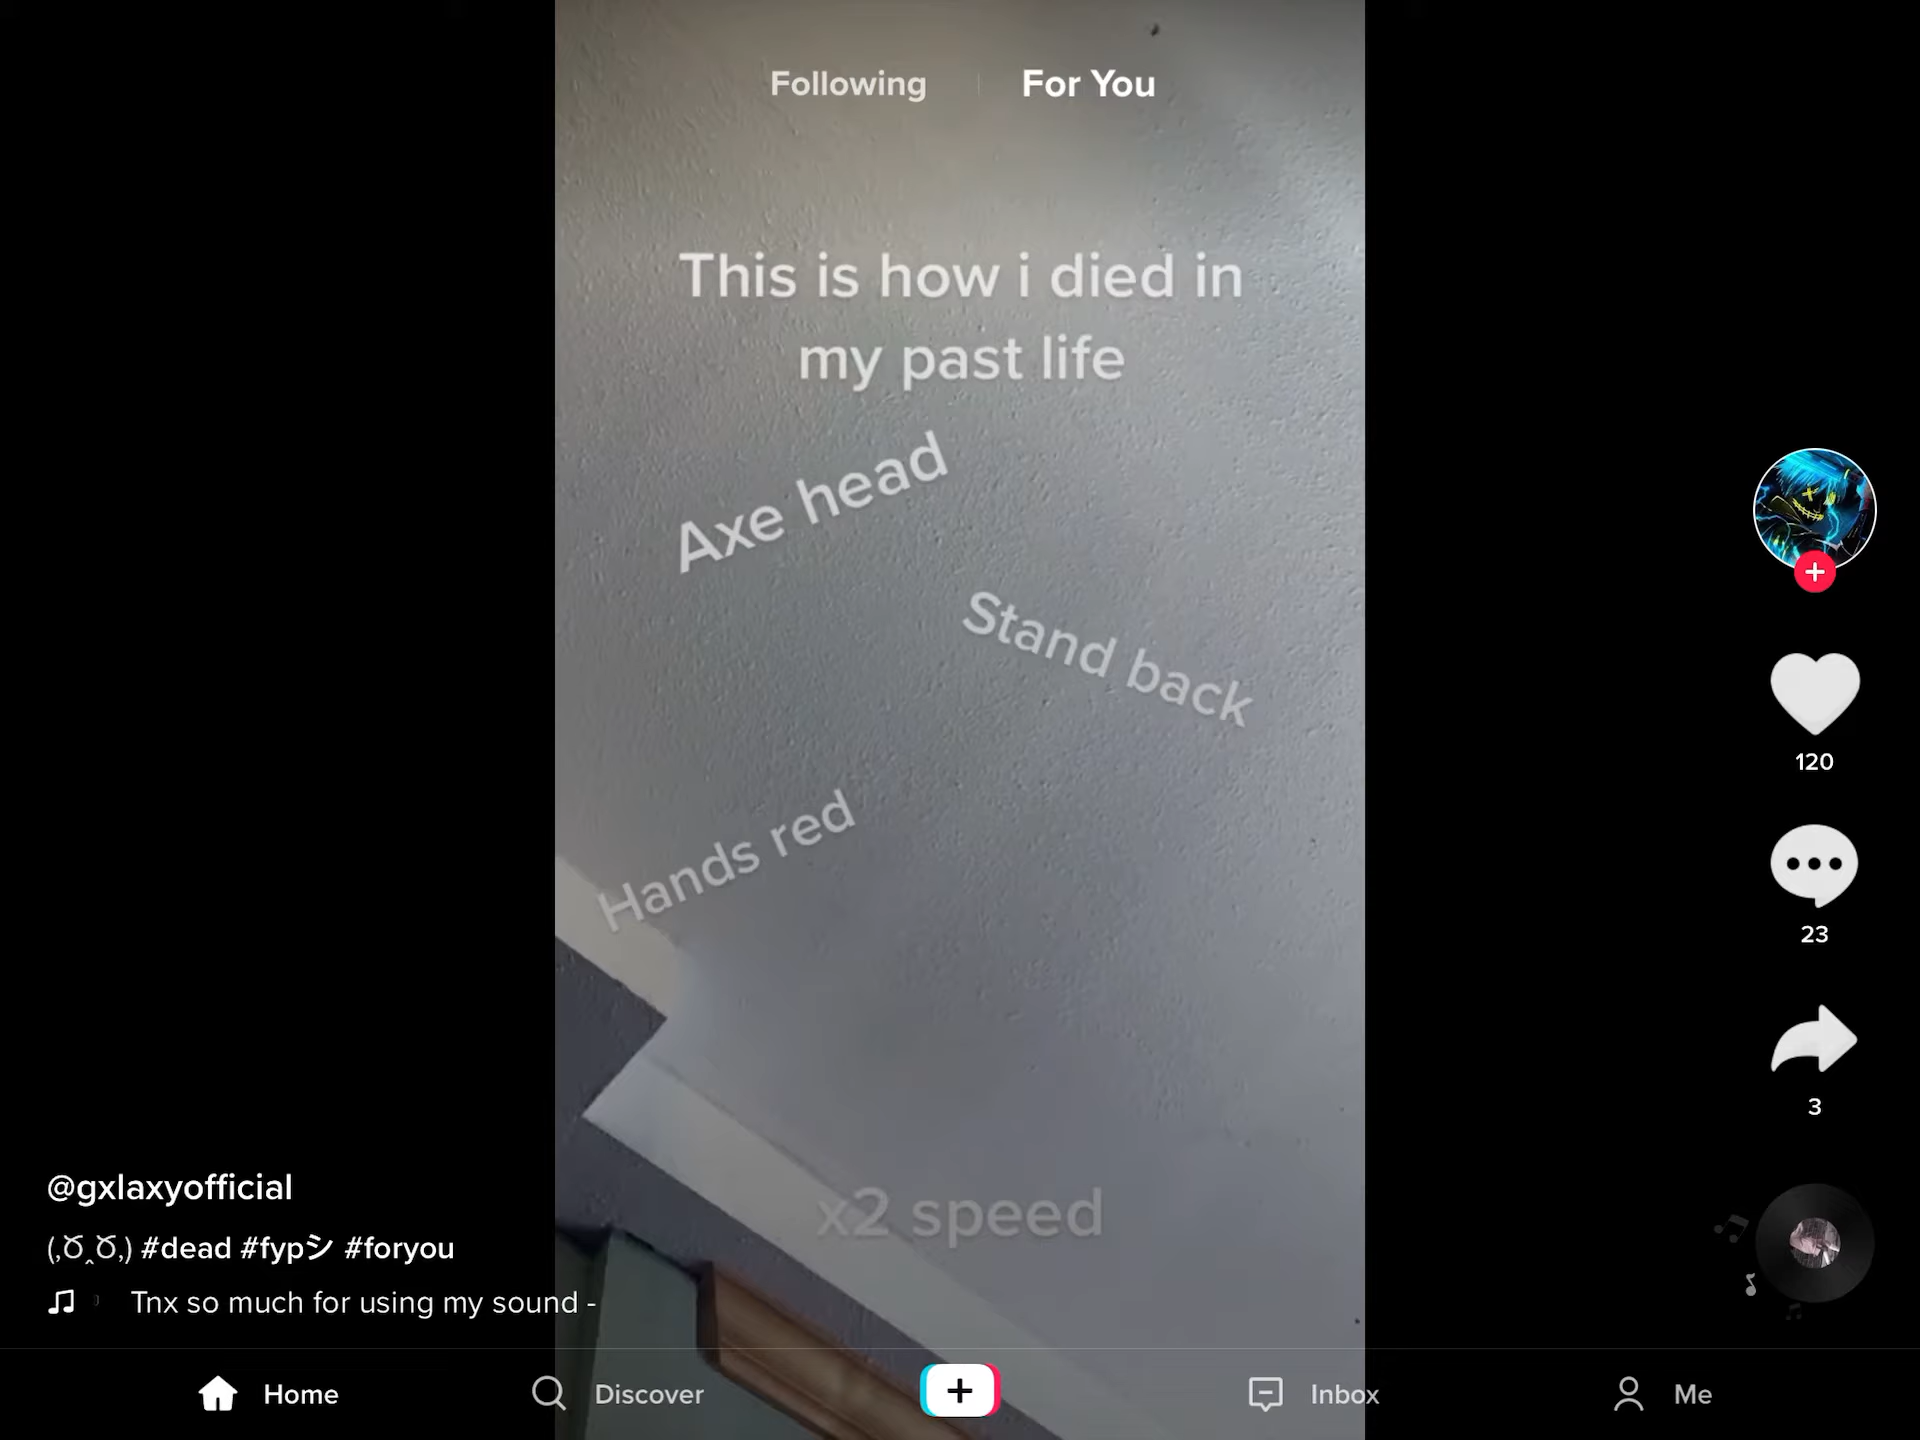 Following
For You
This is how i died in
my past life
Axe head
Stand back
Hands red
x2 speed
120
23
3
@gxlaxyofficial
(,Ծ‸Ծ,) #dead #fypシ #foryou
Tnx so much for using my sound -
Home
Discover
Inbox
Me